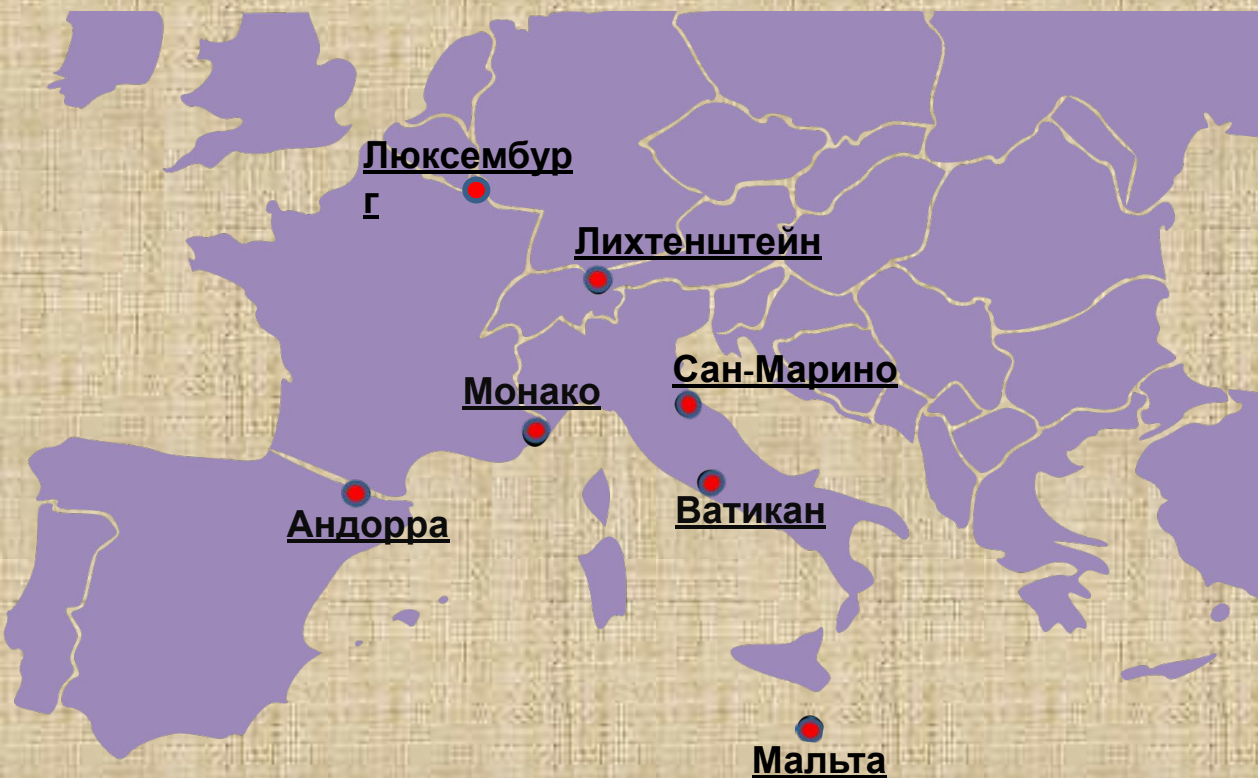 Люксембур
г
Лихтенштейн
Сан-Марино
Монако
Ватикан
Андорра
Мальта